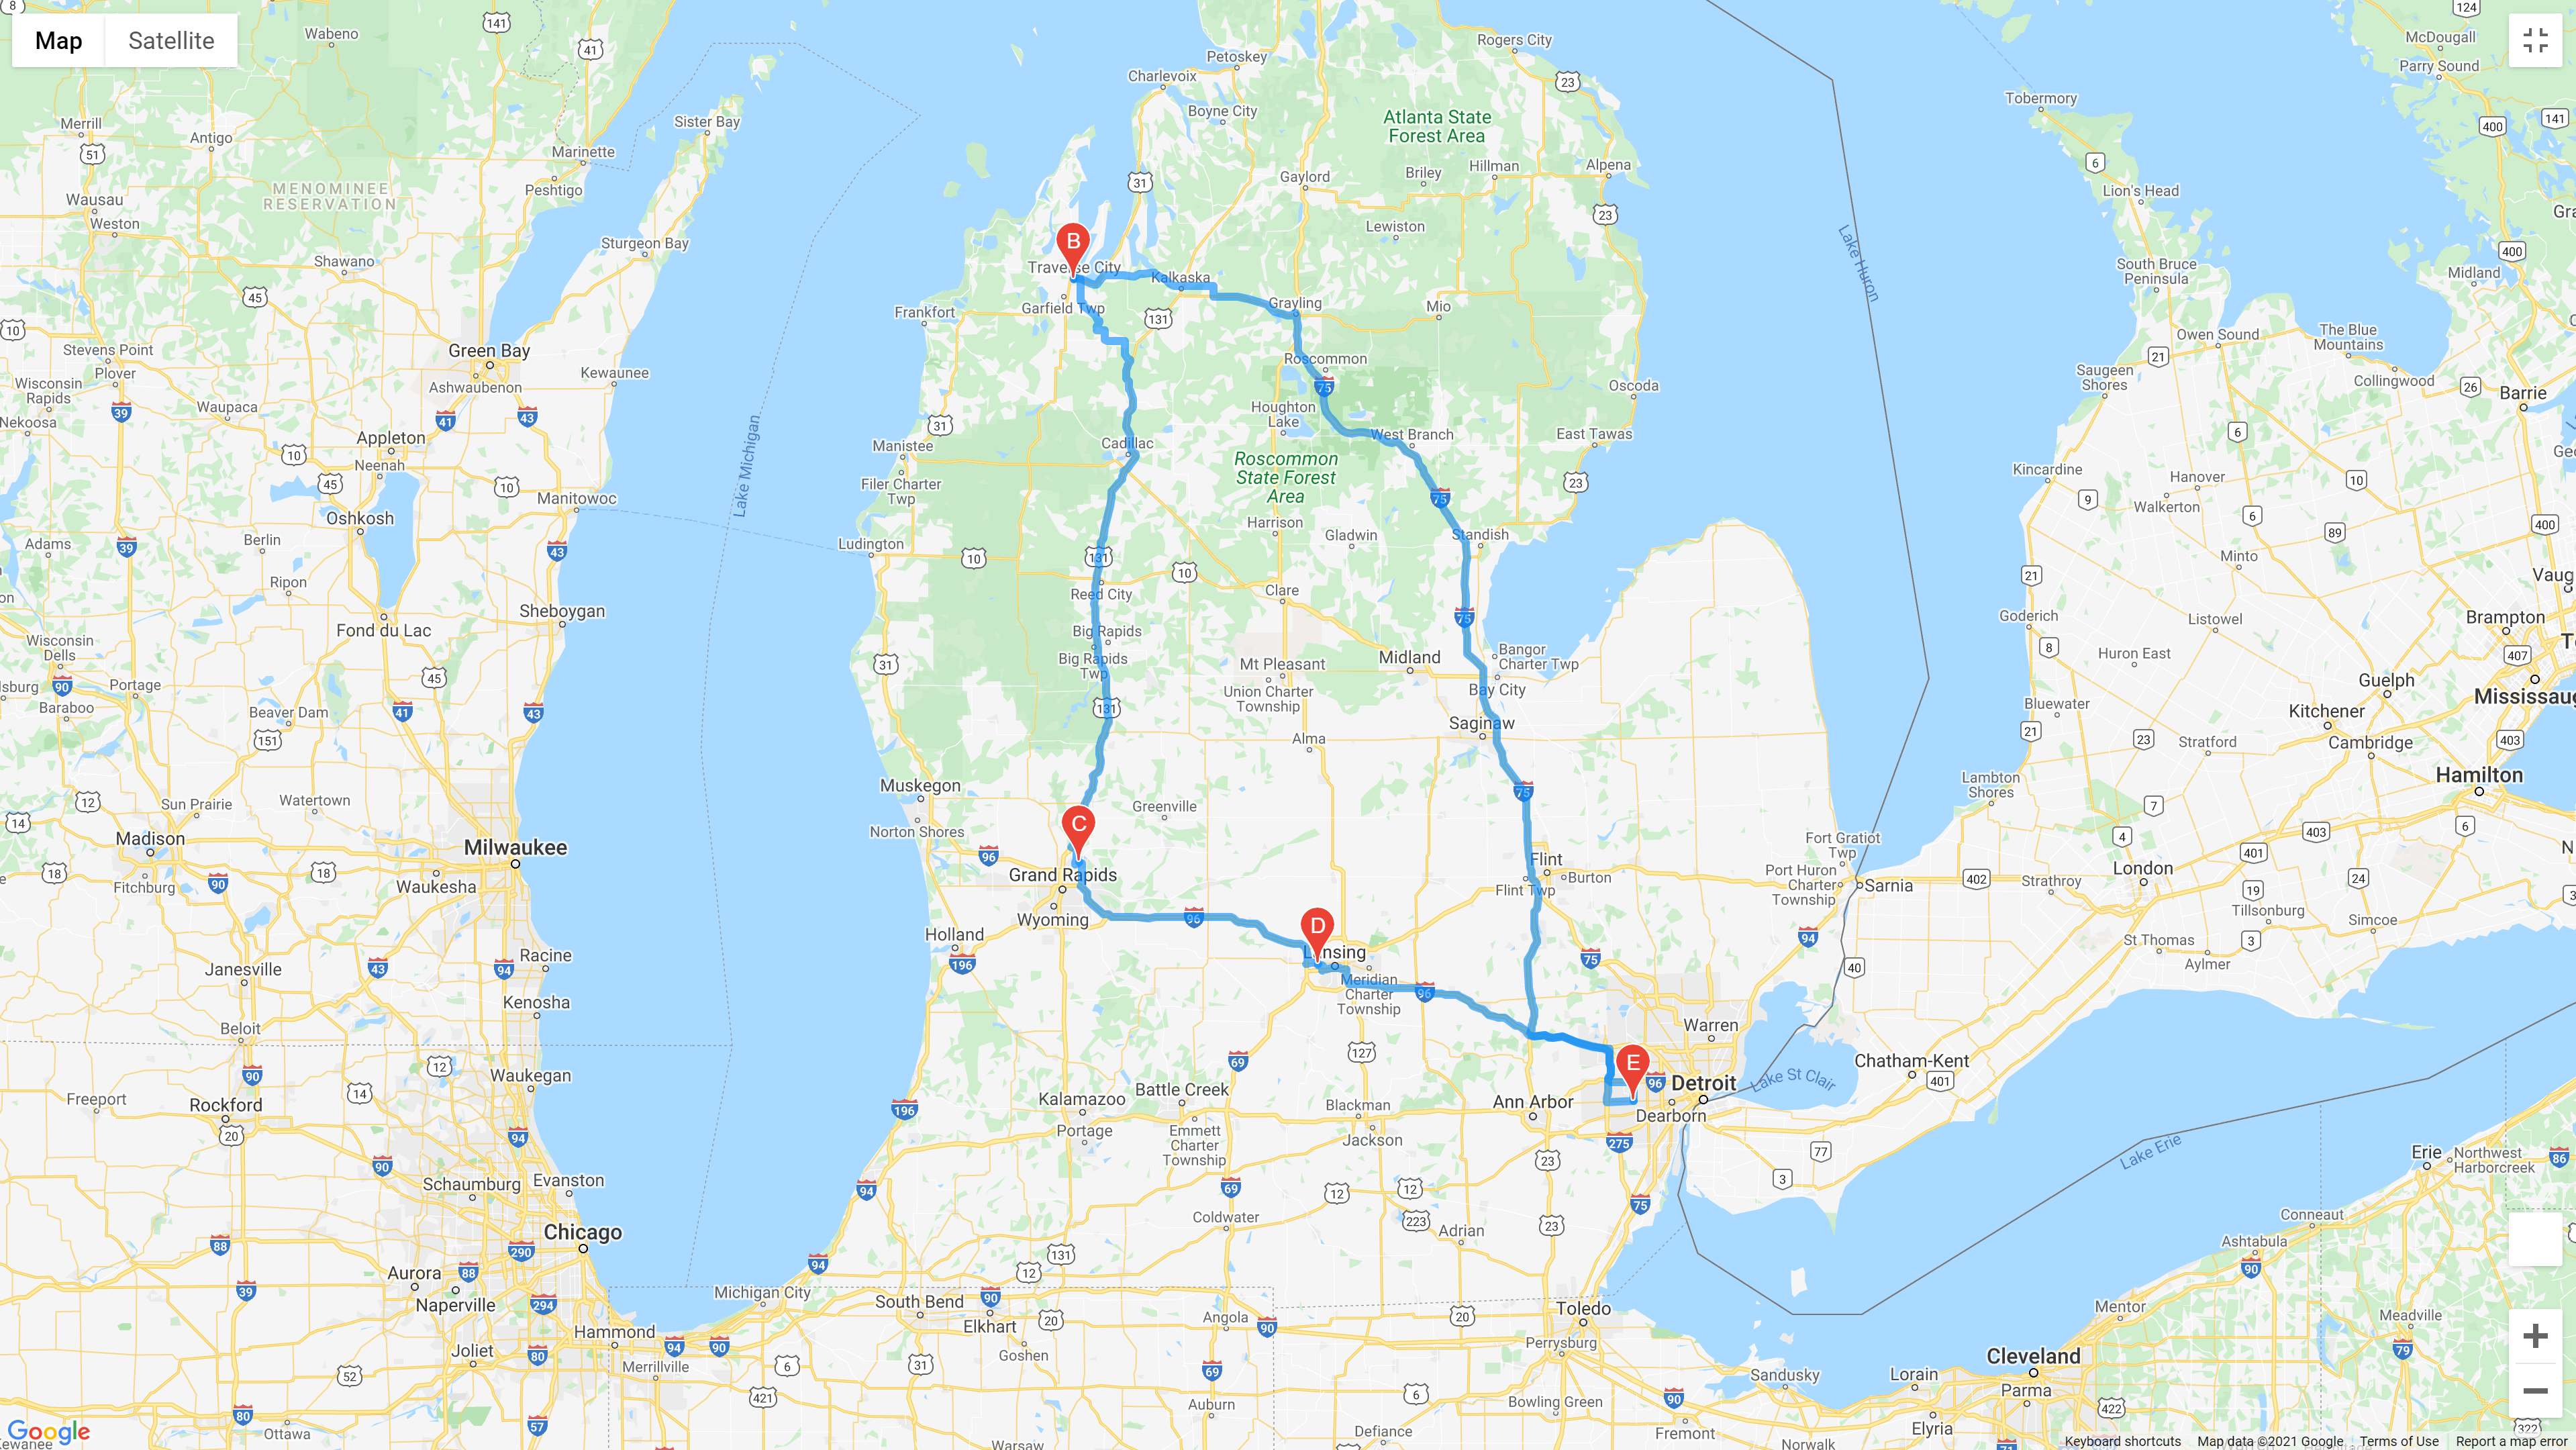 Map
Satellite
Wabeno
Merrill
Antigo
Marinette
Peshtigo
Sister Bay
MENOMINEE
RESERVATION
Wausau
Weston
Shawano
Sturgeon Bay
Stevens Point
Plover
Green Bay
Ashwaubenon
Kewaunee
Wisconsin
Rapids
Nekoosa
Waupaca
Appleton
Neenah
Manitowoc
Oshkosh
Adams
Berlin
Ripon
Sheboygan
Fond du Lac
Wisconsin
Dells
Portage
Baraboo
Beaver Dam
Sun Prairie
Watertown
Madison
Milwaukee
Waukesha
Fitchburg
Janesville
Racine
Kenosha
Beloit
Waukegan
Freeport
Rockford
Schaumburg
Evanston
Chicago
Aurora
Naperville
Hammond
Joliet
Merrillville
Ottawa
Kewanee
Lake Michigan
Petoskey
Charlevoix
Boyne City
Rogers City
Atlanta State
Forest Area
Hillman
Alpena
Gaylord
Briley
Lewiston
B
Traverse City
Kalkaska
Garfield Twp
Frankfort
Grayling
Mio
Roscommon
Oscoda
Houghton
Lake
West Branch
East Tawas
Manistee
Cadillac
Filer Charter
Twp
Roscommon
State Forest
Area
Harrison
Gladwin
Standish
Ludington
Reed City
Clare
Big Rapids
Big Rapids
Twp
Mt Pleasant
Union Charter
Township
Midland
Bangor
Charter Twp
Bay City
Saginaw
Alma
Muskegon
Norton Shores
Greenville
C
Grand Rapids
Wyoming
Flint
Flint Twp
Burton
Holland
D
Lansing
Meridian
Charter
Township
Fort Gratiot
Twp
Port Huron
Charter
Township
Sarnia
Warren
E
Detroit
Dearborn
Ann Arbor
Battle Creek
Kalamazoo
Portage
Emmett
Charter
Township
Blackman
Jackson
Coldwater
Adrian
Michigan City
South Bend
Elkhart
Goshen
Angola
Auburn
Warsaw
Toledo
Perrysburg
Bowling Green
Defiance
Fremont
Sandusky
Norwalk
Lorain
Elyria
Cleveland
Parma
Mentor
Ashtabula
Conneaut
Erie
Northwest
Harborcreek
Meadville
Lake Erie
Lake St Clair
Lake Huron
Chatham-Kent
McDougall
Parry Sound
Tobermory
Lion's Head
South Bruce
Peninsula
Midland
Owen Sound
The Blue
Mountains
Collingwood
Saugeen
Shores
Barrie
Kincardine
Hanover
Walkerton
Minto
Goderich
Listowel
Brampton
Huron East
Guelph
Bluewater
Kitchener
Stratford
Cambridge
Hamilton
Lambton
Shores
London
Strathroy
Tillsonburg
St Thomas
Aylmer
Simcoe
Google
Keyboard shortcuts
Map data ©2021 Google
Terms of Use
Report a map error